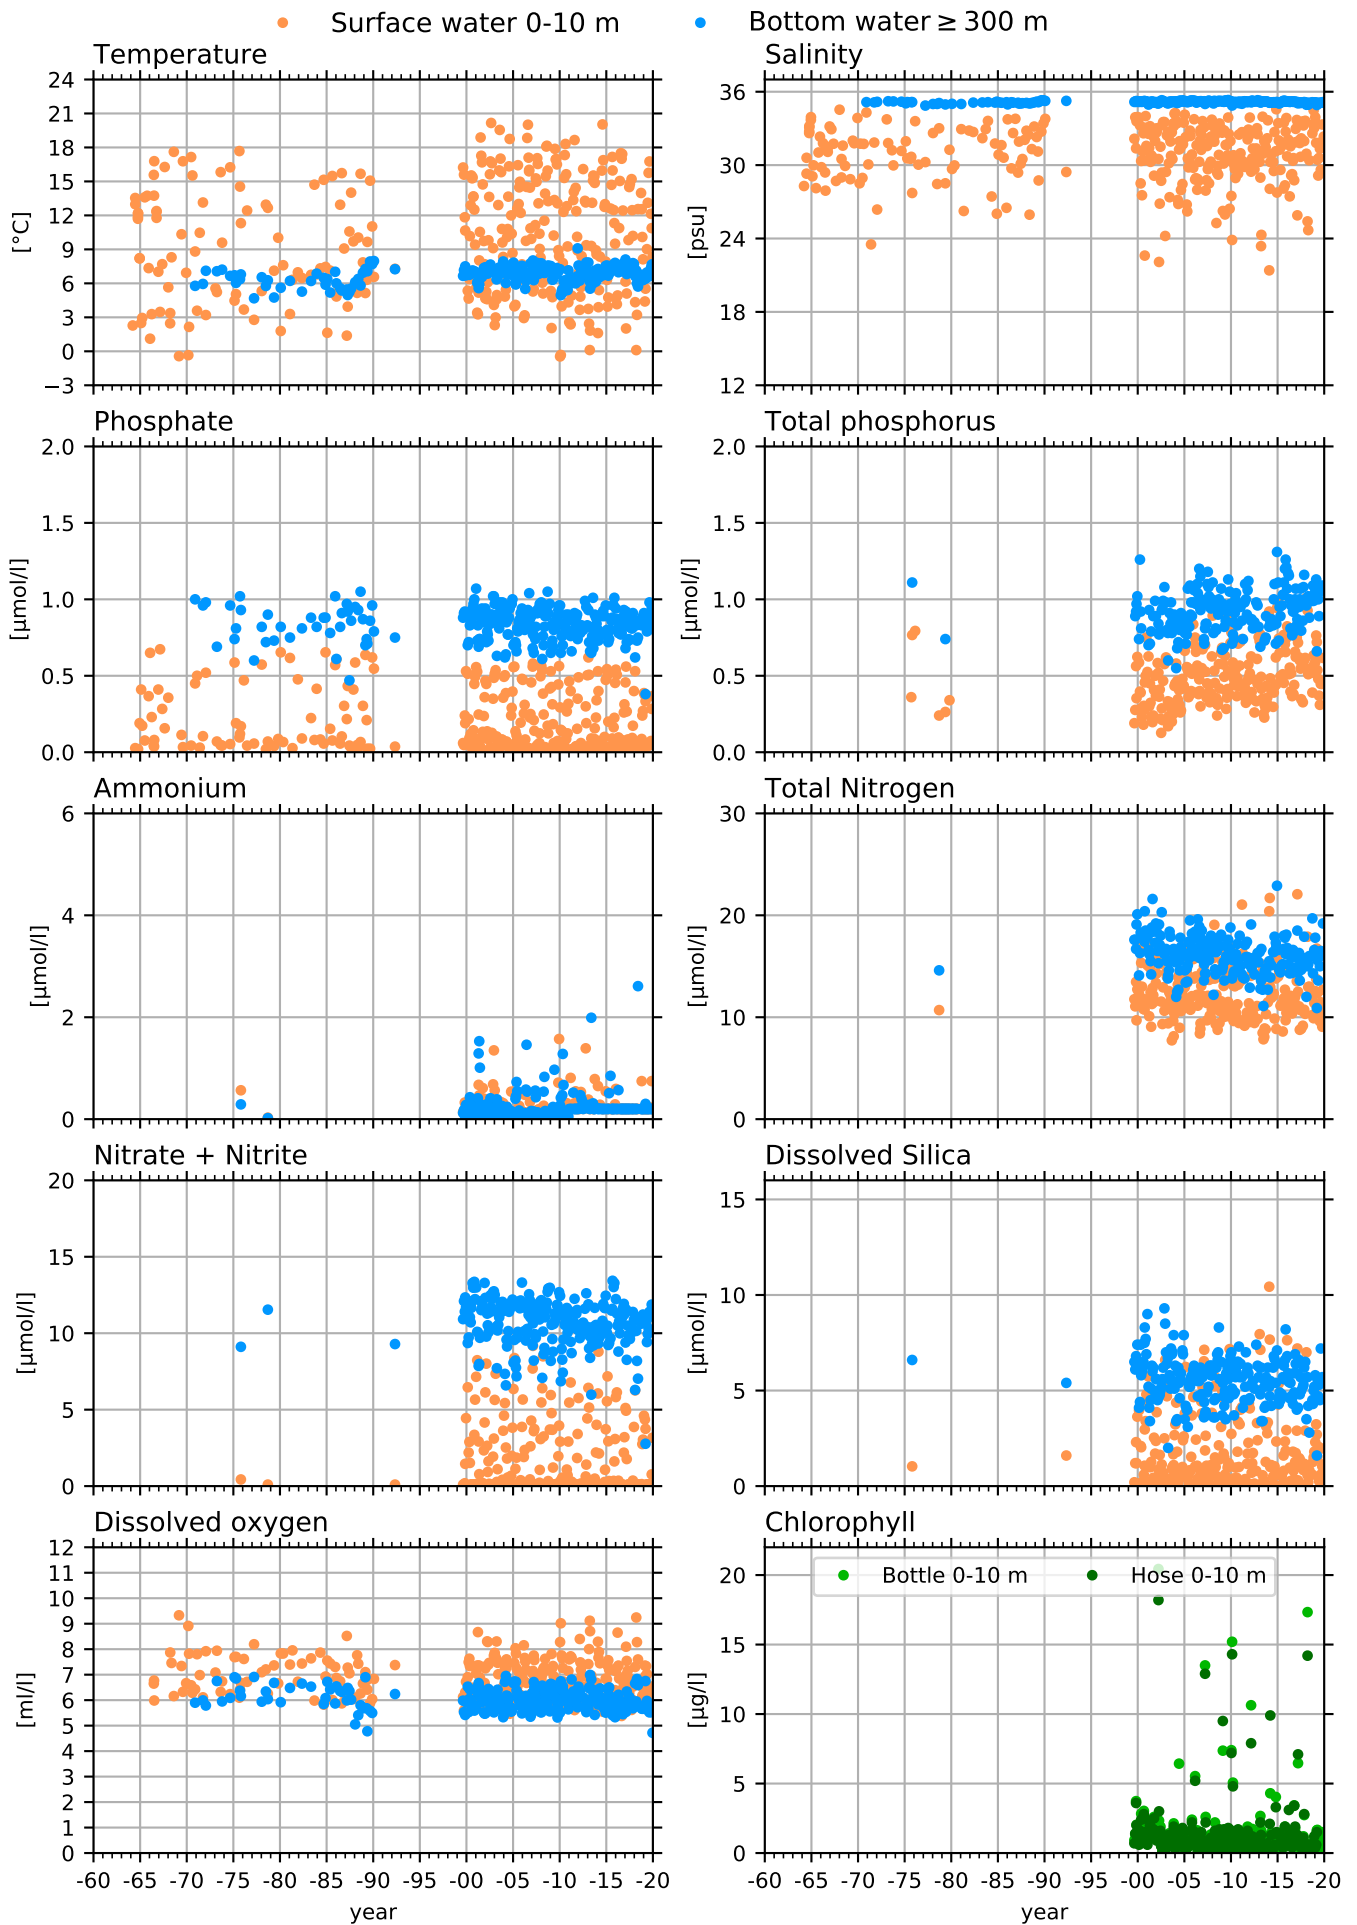 Surface water 0-10 m Bottom water ≥ 300 m
Temperature Salinity
24
21
18
15
12
9
6
3
0
−3
[°C]
36
30
24
18
12
[psu]
Phosphate Total phosphorus
2.0
1.5
1.0
0.5
0.0
[µmol/l]
2.0
1.5
1.0
0.5
0.0
[µmol/l]
Ammonium Total Nitrogen
6
4
2
0
[µmol/l]
30
20
10
0
[µmol/l]
Nitrate + Nitrite Dissolved Silica
20
15
10
5
0
[µmol/l]
15
10
5
0
[µmol/l]
Dissolved oxygen Chlorophyll
12
11
10
9
8
7
6
5
4
3
2
1
0
[ml/l]
Bottle 0-10 m Hose 0-10 m
20
15
10
5
0
[µg/l]
-60 -65 -70 -75 -80 -85 -90 -95 -00 -05 -10 -15 -20
year
-60 -65 -70 -75 -80 -85 -90 -95 -00 -05 -10 -15 -20
year